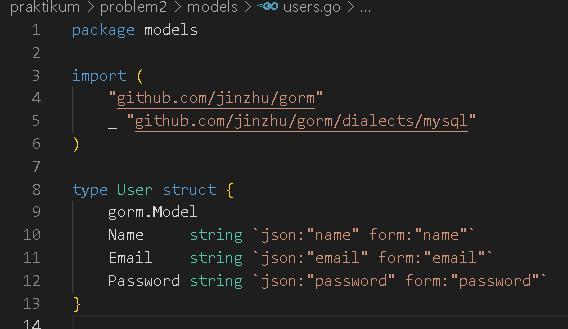 praktikum > problem2 > models > users.go > ...
1 package models
2
3 import (
4 "github.com/jinzhu/gorm"
5 _ "github.com/jinzhu/gorm/dialects/mysql"
6 )
7
8 type User struct {
9 gorm.Model
10 Name string `json:"name" form:"name"`
11 Email string `json:"email" form:"email"`
12 Password string `json:"password" form:"password"`
13 }
14